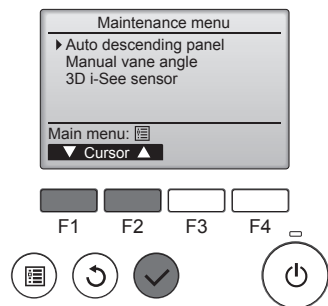 Maintenance menu
Auto descending panel
Manual vane angle
3D i-See sensor
Main menu:
▼ Cursor ▲
F1 F2 F3 F4